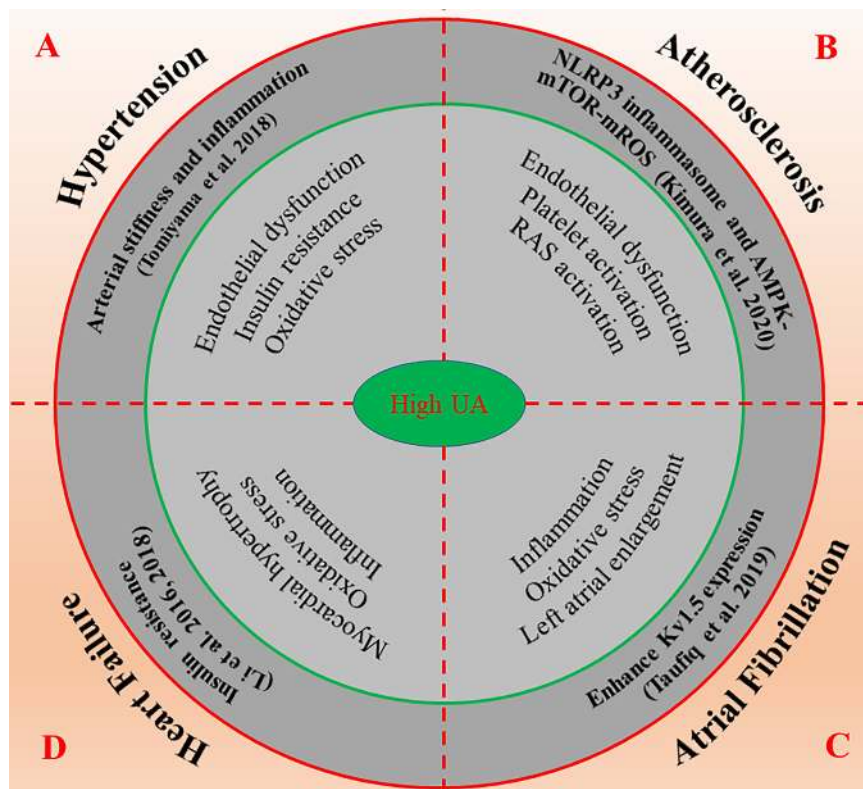 A
Hypertension
Arterial stiffness and inflammation
(Tomiyama et al. 2018)
Endothelial dysfunction
Insulin resistance
Oxidative stress
B
Atherosclerosis
NLRP3 inflammasome and AMPK-
mTOR-mROS (Kimura et al. 2020)
Endothelial dysfunction
Platelet activation
RAS activation
High UA
Inflammation
Oxidative stress
Left atrial enlargement
Enhance Kv1.5 expression
(Taufiq et al. 2019)
Atrial Fibrillation
C
Inflammation
Oxidative stress
Myocardial hypertrophy
Insulin resistance
(Li et al. 2016,2018)
Heart Failure
D